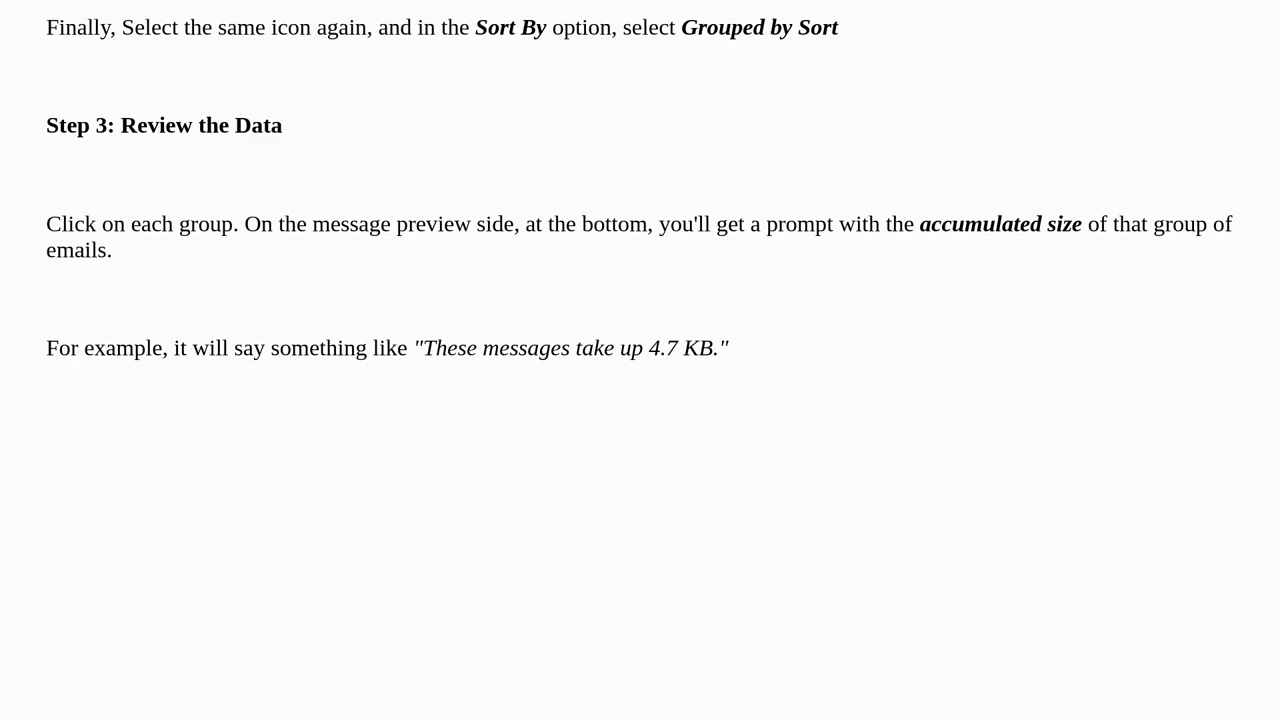 Finally, Select the same icon again, and in the Sort By option, select Grouped by Sort
Step 3: Review the Data
Click on each group. On the message preview side, at the bottom, you'll get a prompt with the accumulated size of that group of
emails.
For example, it will say something like "These messages take up 4.7 KB."